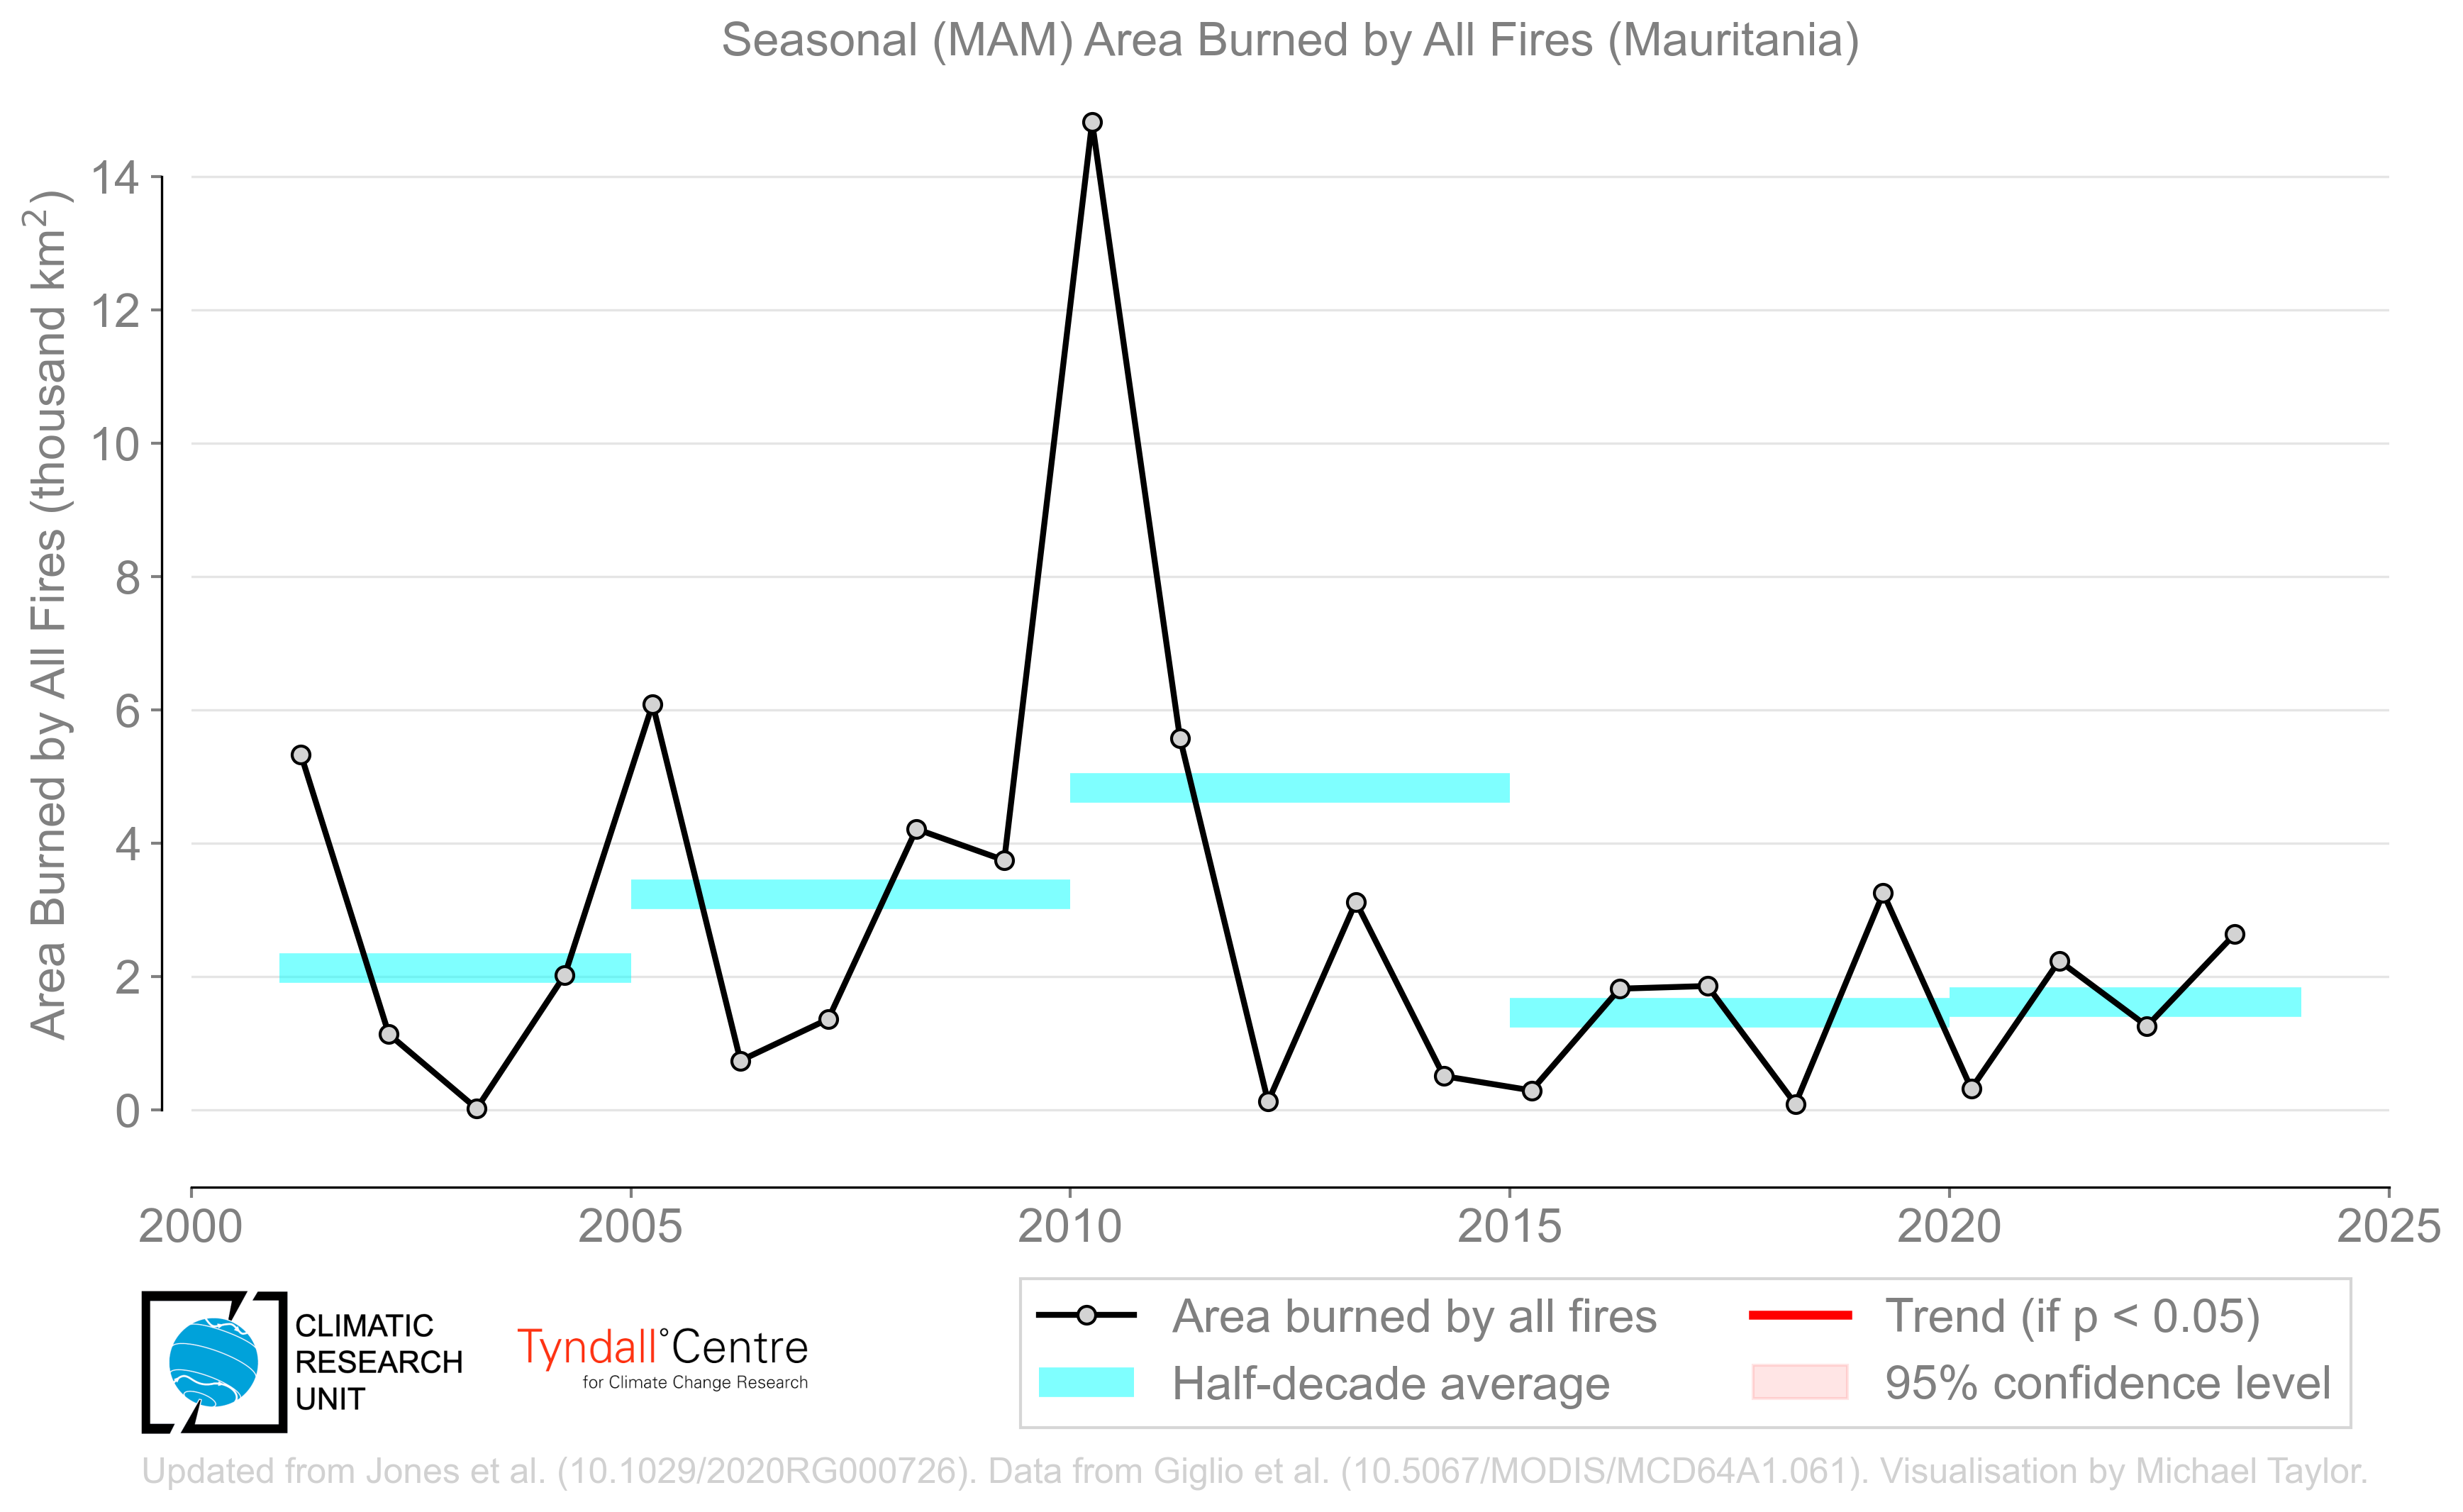 Seasonal (MAM) Area Burned by All Fires (Mauritania)
Area Burned by All Fires (thousand km²)
14
12
10
8
6
4
2
0
2000
2005
2010
2015
2020
2025
CLIMATIC
RESEARCH
UNIT
Tyndall°Centre
for Climate Change Research
Area burned by all fires
Half-decade average
Trend (if p < 0.05)
95% confidence level
Updated from Jones et al. (10.1029/2020RG000726). Data from Giglio et al. (10.5067/MODIS/MCD64A1.061). Visualisation by Michael Taylor.